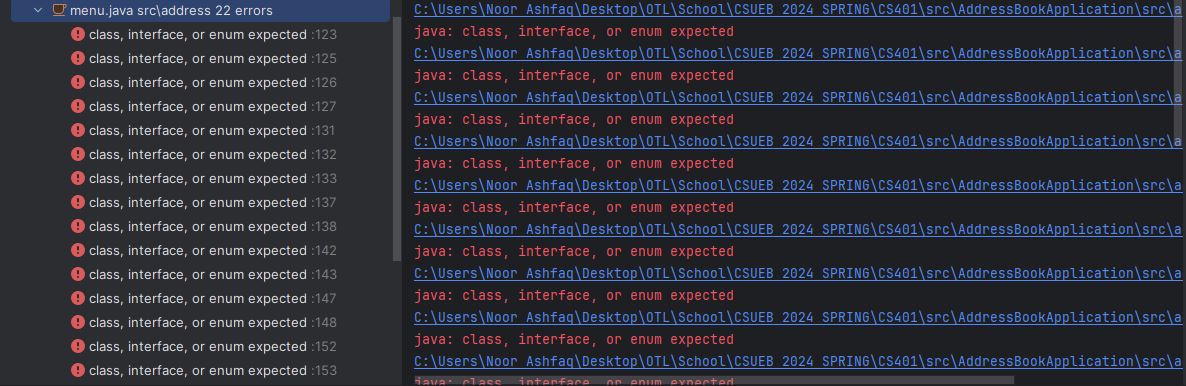 menu.java src\address 22 errors
class, interface, or enum expected :123
class, interface, or enum expected :125
class, interface, or enum expected :126
class, interface, or enum expected :127
class, interface, or enum expected :131
class, interface, or enum expected :132
class, interface, or enum expected :133
class, interface, or enum expected :137
class, interface, or enum expected :138
class, interface, or enum expected :142
class, interface, or enum expected :143
class, interface, or enum expected :147
class, interface, or enum expected :148
class, interface, or enum expected :152
class, interface, or enum expected :153
C:\Users\Noor Ashfaq\Desktop\OTL\School\CSUEB 2024 SPRING\CS401\src\AddressBookApplication\src\a
java: class, interface, or enum expected
C:\Users\Noor Ashfaq\Desktop\OTL\School\CSUEB 2024 SPRING\CS401\src\AddressBookApplication\src\a
java: class, interface, or enum expected
C:\Users\Noor Ashfaq\Desktop\OTL\School\CSUEB 2024 SPRING\CS401\src\AddressBookApplication\src\a
java: class, interface, or enum expected
C:\Users\Noor Ashfaq\Desktop\OTL\School\CSUEB 2024 SPRING\CS401\src\AddressBookApplication\src\a
java: class, interface, or enum expected
C:\Users\Noor Ashfaq\Desktop\OTL\School\CSUEB 2024 SPRING\CS401\src\AddressBookApplication\src\a
java: class, interface, or enum expected
C:\Users\Noor Ashfaq\Desktop\OTL\School\CSUEB 2024 SPRING\CS401\src\AddressBookApplication\src\a
java: class, interface, or enum expected
C:\Users\Noor Ashfaq\Desktop\OTL\School\CSUEB 2024 SPRING\CS401\src\AddressBookApplication\src\a
java: class, interface, or enum expected
C:\Users\Noor Ashfaq\Desktop\OTL\School\CSUEB 2024 SPRING\CS401\src\AddressBookApplication\src\a
java: class, interface, or enum expected
C:\Users\Noor Ashfaq\Desktop\OTL\School\CSUEB 2024 SPRING\CS401\src\AddressBookApplication\src\a
java: class, interface, or enum expected